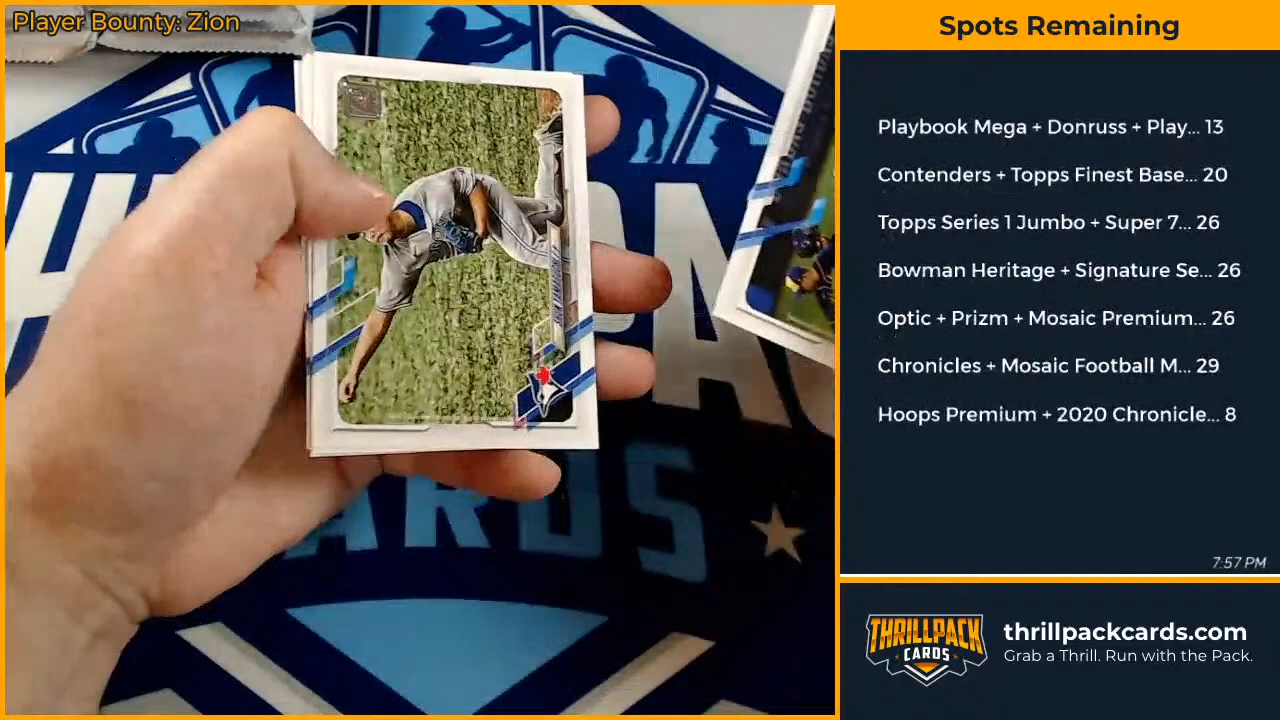 Player Bounty: Zion
Spots Remaining
Playbook Mega + Donruss + Play... 13
Contenders + Topps Finest Base... 20
Topps Series 1 Jumbo + Super 7... 26
Bowman Heritage + Signature Se... 26
Optic + Prizm + Mosaic Premium... 26
Chronicles + Mosaic Football M... 29
Hoops Premium + 2020 Chronicle... 8
7:57 PM
THRILLPACK
CARDS
thrillpackcards.com
Grab a Thrill. Run with the Pack.
CARDS